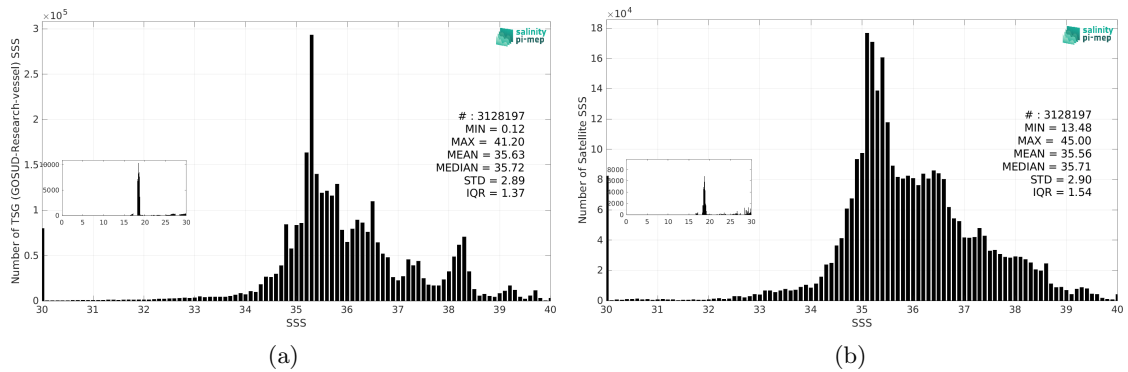 ×10⁵
3
2.5
2
1.5
1
0.5
0
Number of TSG (GOSUD-Research-vessel) SSS
salinity
pi-mep
# : 3128197
MIN = 0.12
MAX = 41.20
MEAN = 35.63
MEDIAN = 35.72
STD = 2.89
IQR = 1.37
10000
5000
0
0 5 10 15 20 25 30
30 31 32 33 34 35 36 37 38 39 40
SSS
(a)
×10⁴
18
16
14
12
10
8
6
4
2
0
Number of Satellite SSS
salinity
pi-mep
# : 3128197
MIN = 13.48
MAX = 45.00
MEAN = 35.56
MEDIAN = 35.71
STD = 2.90
IQR = 1.54
8000
6000
4000
2000
0
0 5 10 15 20 25 30
30 31 32 33 34 35 36 37 38 39 40
SSS
(b)